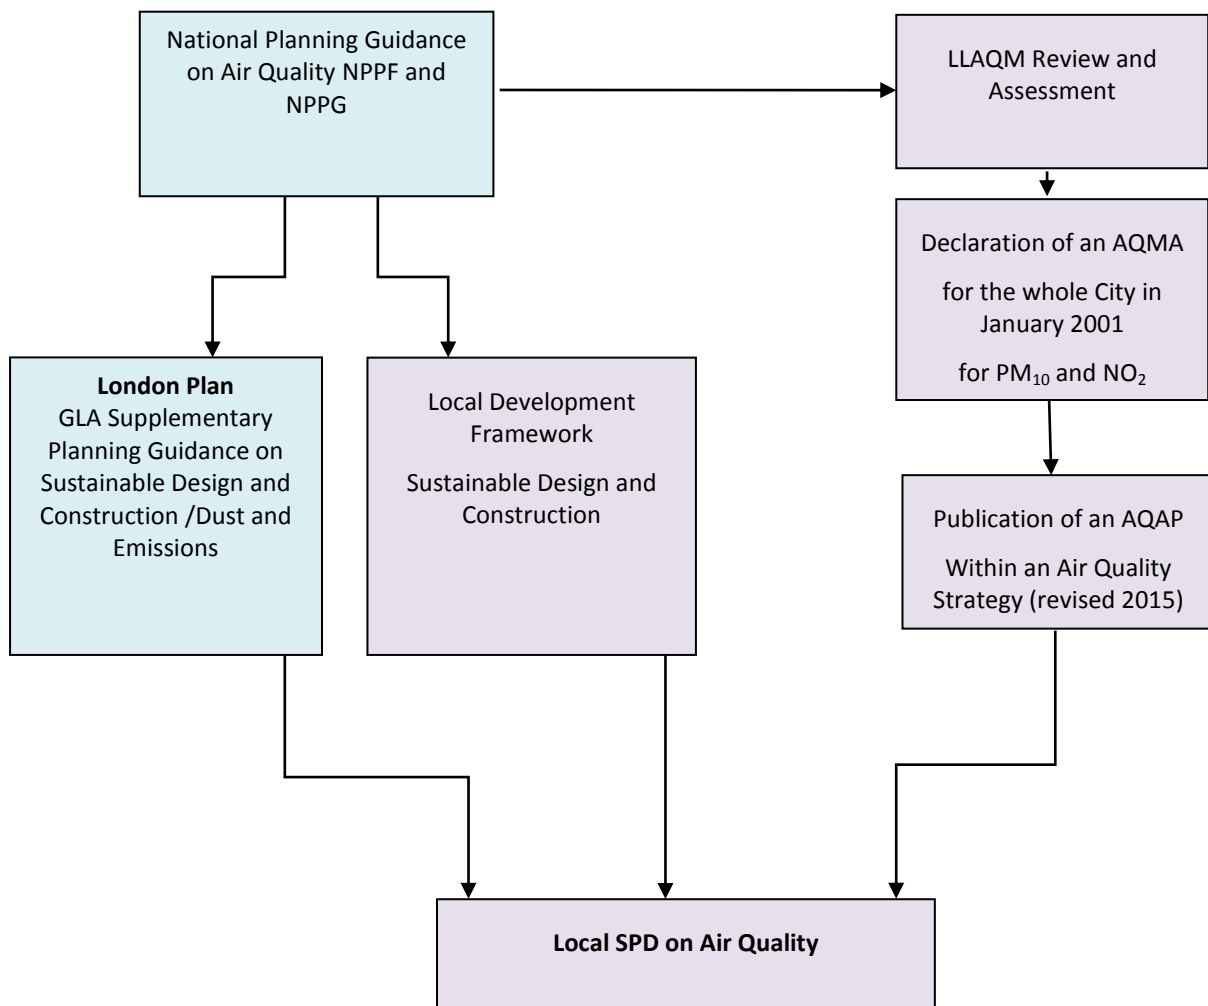 National Planning Guidance
on Air Quality NPPF and
NPPG
LLAQM Review and
Assessment
Declaration of an AQMA
for the whole City in
January 2001
for PM₁₀ and NO₂
London Plan
GLA Supplementary
Planning Guidance on
Sustainable Design and
Construction /Dust and
Emissions
Local Development
Framework
Sustainable Design and
Construction
Publication of an AQAP
Within an Air Quality
Strategy (revised 2015)
Local SPD on Air Quality